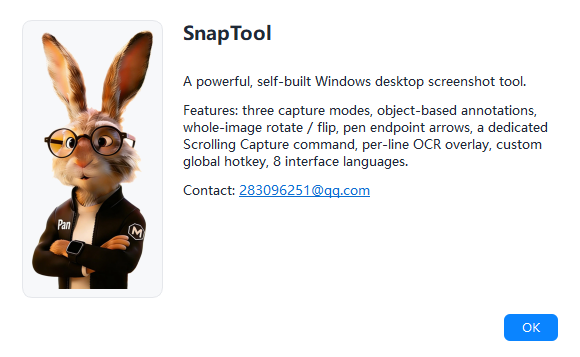 SnapTool
A powerful, self-built Windows desktop screenshot tool.
Features: three capture modes, object-based annotations,
whole-image rotate / flip, pen endpoint arrows, a dedicated
Scrolling Capture command, per-line OCR overlay, custom
global hotkey, 8 interface languages.
Contact: 283096251@qq.com
Pan
M
OK